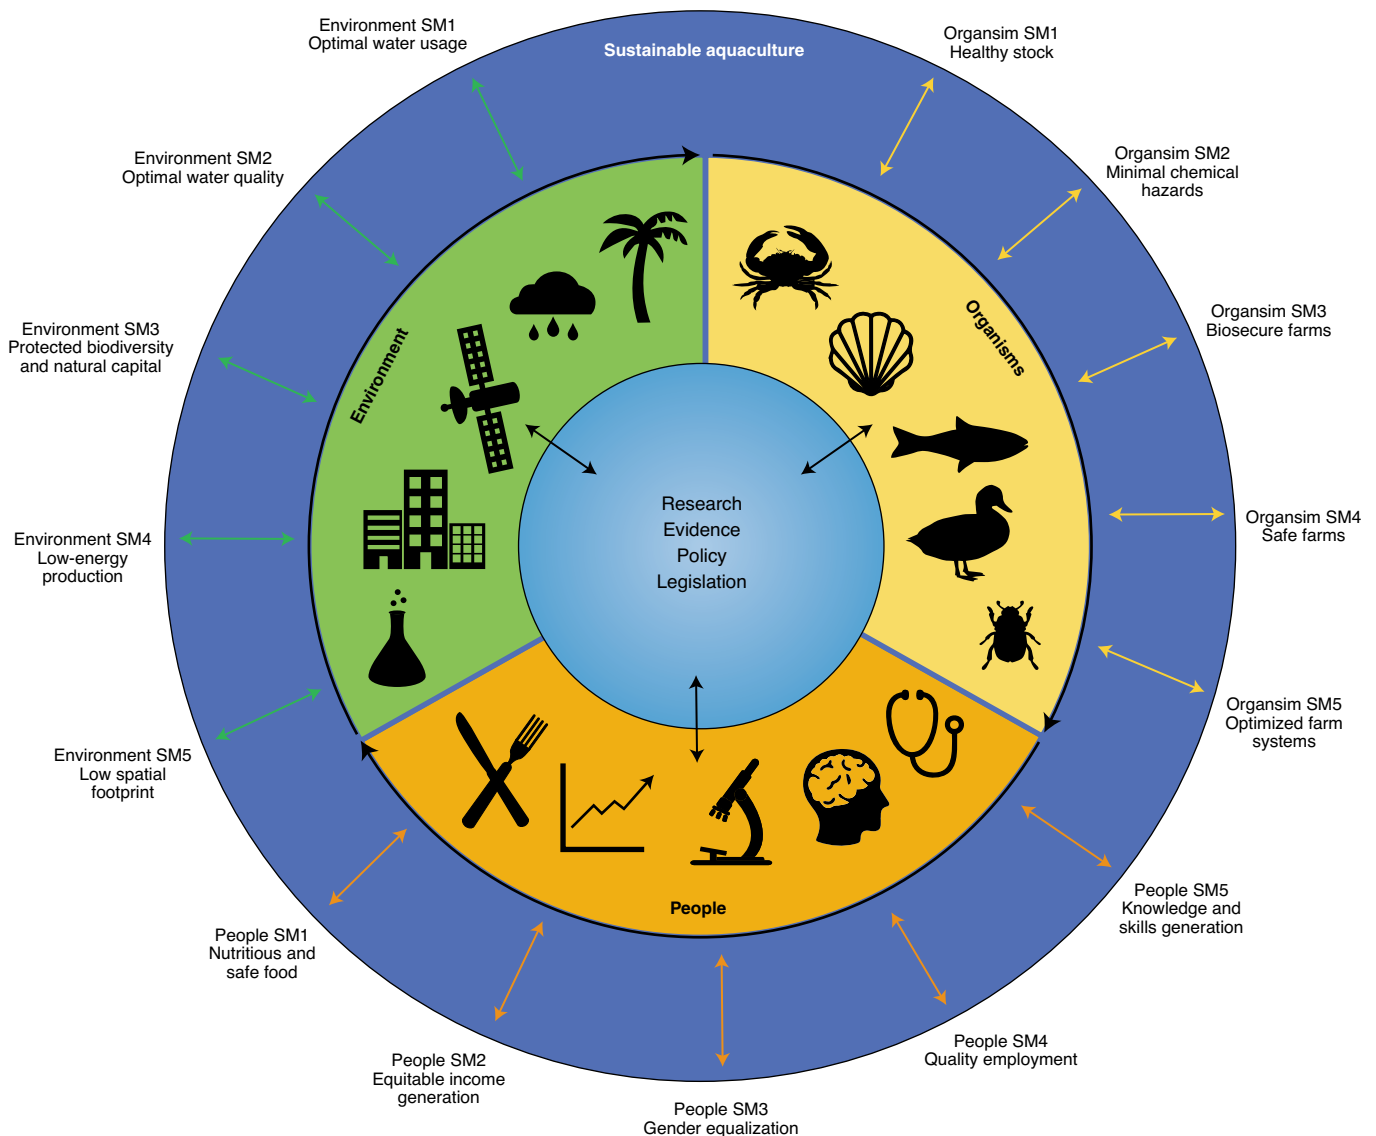 Environment SM1
Optimal water usage
Sustainable aquaculture
Organsim SM1
Healthy stock
Environment SM2
Optimal water quality
Organsim SM2
Minimal chemical
hazards
Environment SM3
Protected biodiversity
and natural capital
Organsim SM3
Biosecure farms
Environment
Organisms
Research
Evidence
Policy
Legislation
Environment SM4
Low-energy
production
Organsim SM4
Safe farms
Environment SM5
Low spatial
footprint
Organsim SM5
Optimized farm
systems
People
People SM1
Nutritious and
safe food
People SM5
Knowledge and
skills generation
People SM2
Equitable income
generation
People SM4
Quality employment
People SM3
Gender equalization